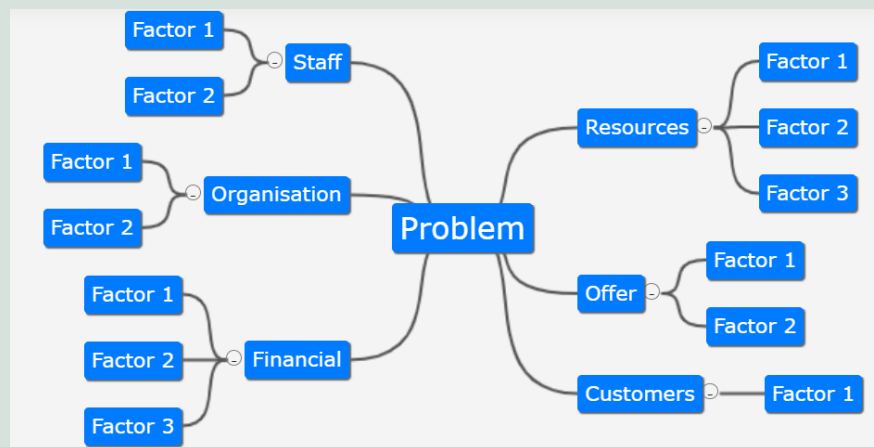 Factor 1
Staff
Factor 2
Factor 1
Organisation
Factor 2
Factor 1
Factor 2
Financial
Factor 3
Problem
Factor 1
Resources
Factor 2
Factor 3
Factor 1
Offer
Factor 2
Customers
Factor 1